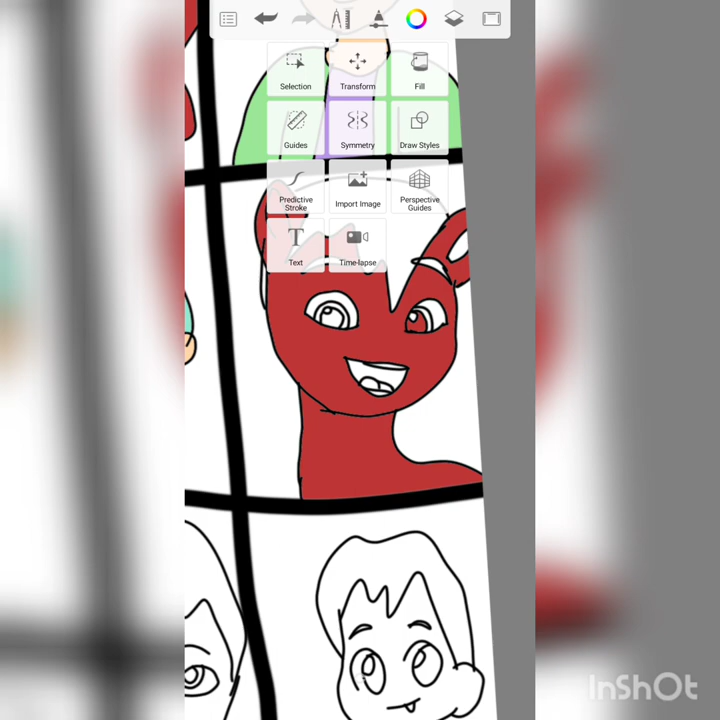 Selection
Transform
Fill
Guides
Symmetry
Draw Styles
Predictive
Stroke
Import Image
Perspective
Guides
T
Text
Time-lapse
InShOt